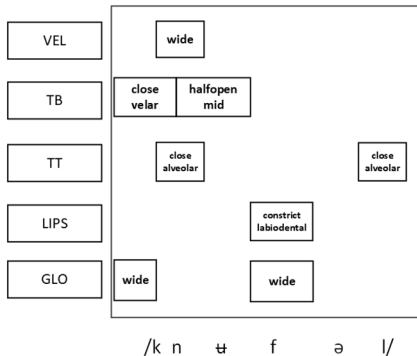 VEL
wide
TB
close
velar
halfopen
mid
TT
close
alveolar
close
alveolar
LIPS
constrict
labiodental
GLO
wide
wide
/k n ʉ f ə l/